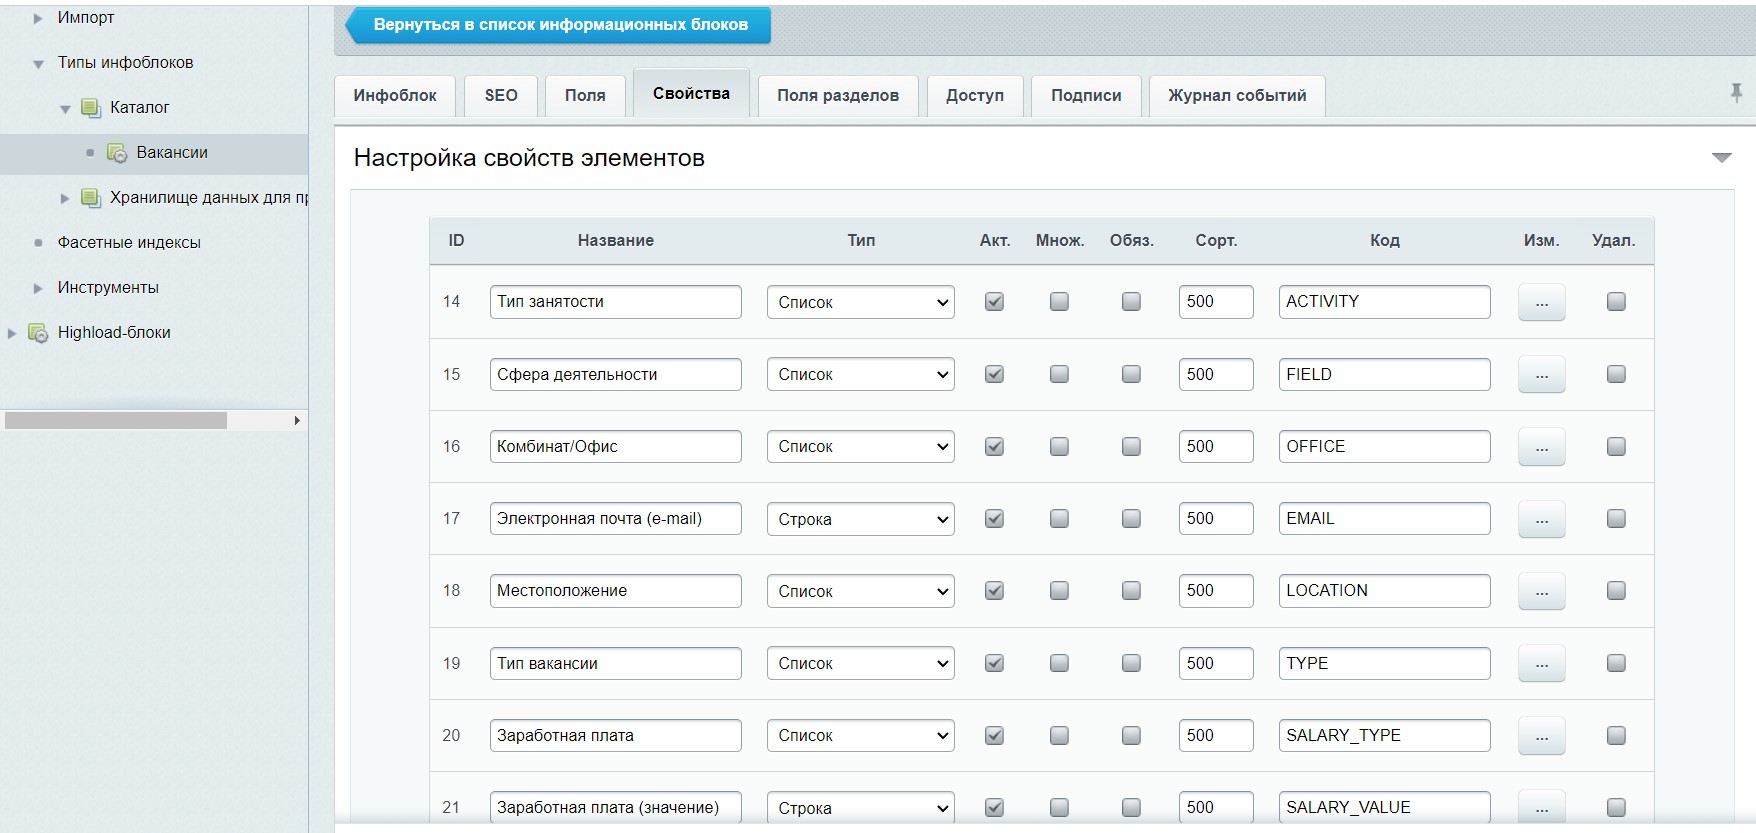 Импорт
Типы инфоблоков
Каталог
Вакансии
Хранилище данных для пр
Фасетные индексы
Инструменты
Highload-блоки
Вернуться в список информационных блоков
Инфоблок SEO Поля Свойства Поля разделов Доступ Подписи Журнал событий
Настройка свойств элементов
ID Название Тип Акт. Множ. Обяз. Сорт. Код Изм. Удал.
14 Тип занятости Список 500 ACTIVITY ...
15 Сфера деятельности Список 500 FIELD ...
16 Комбинат/Офис Список 500 OFFICE ...
17 Электронная почта (e-mail) Строка 500 EMAIL ...
18 Местоположение Список 500 LOCATION ...
19 Тип вакансии Список 500 TYPE ...
20 Заработная плата Список 500 SALARY_TYPE ...
21 Заработная плата (значение) Строка 500 SALARY_VALUE ...